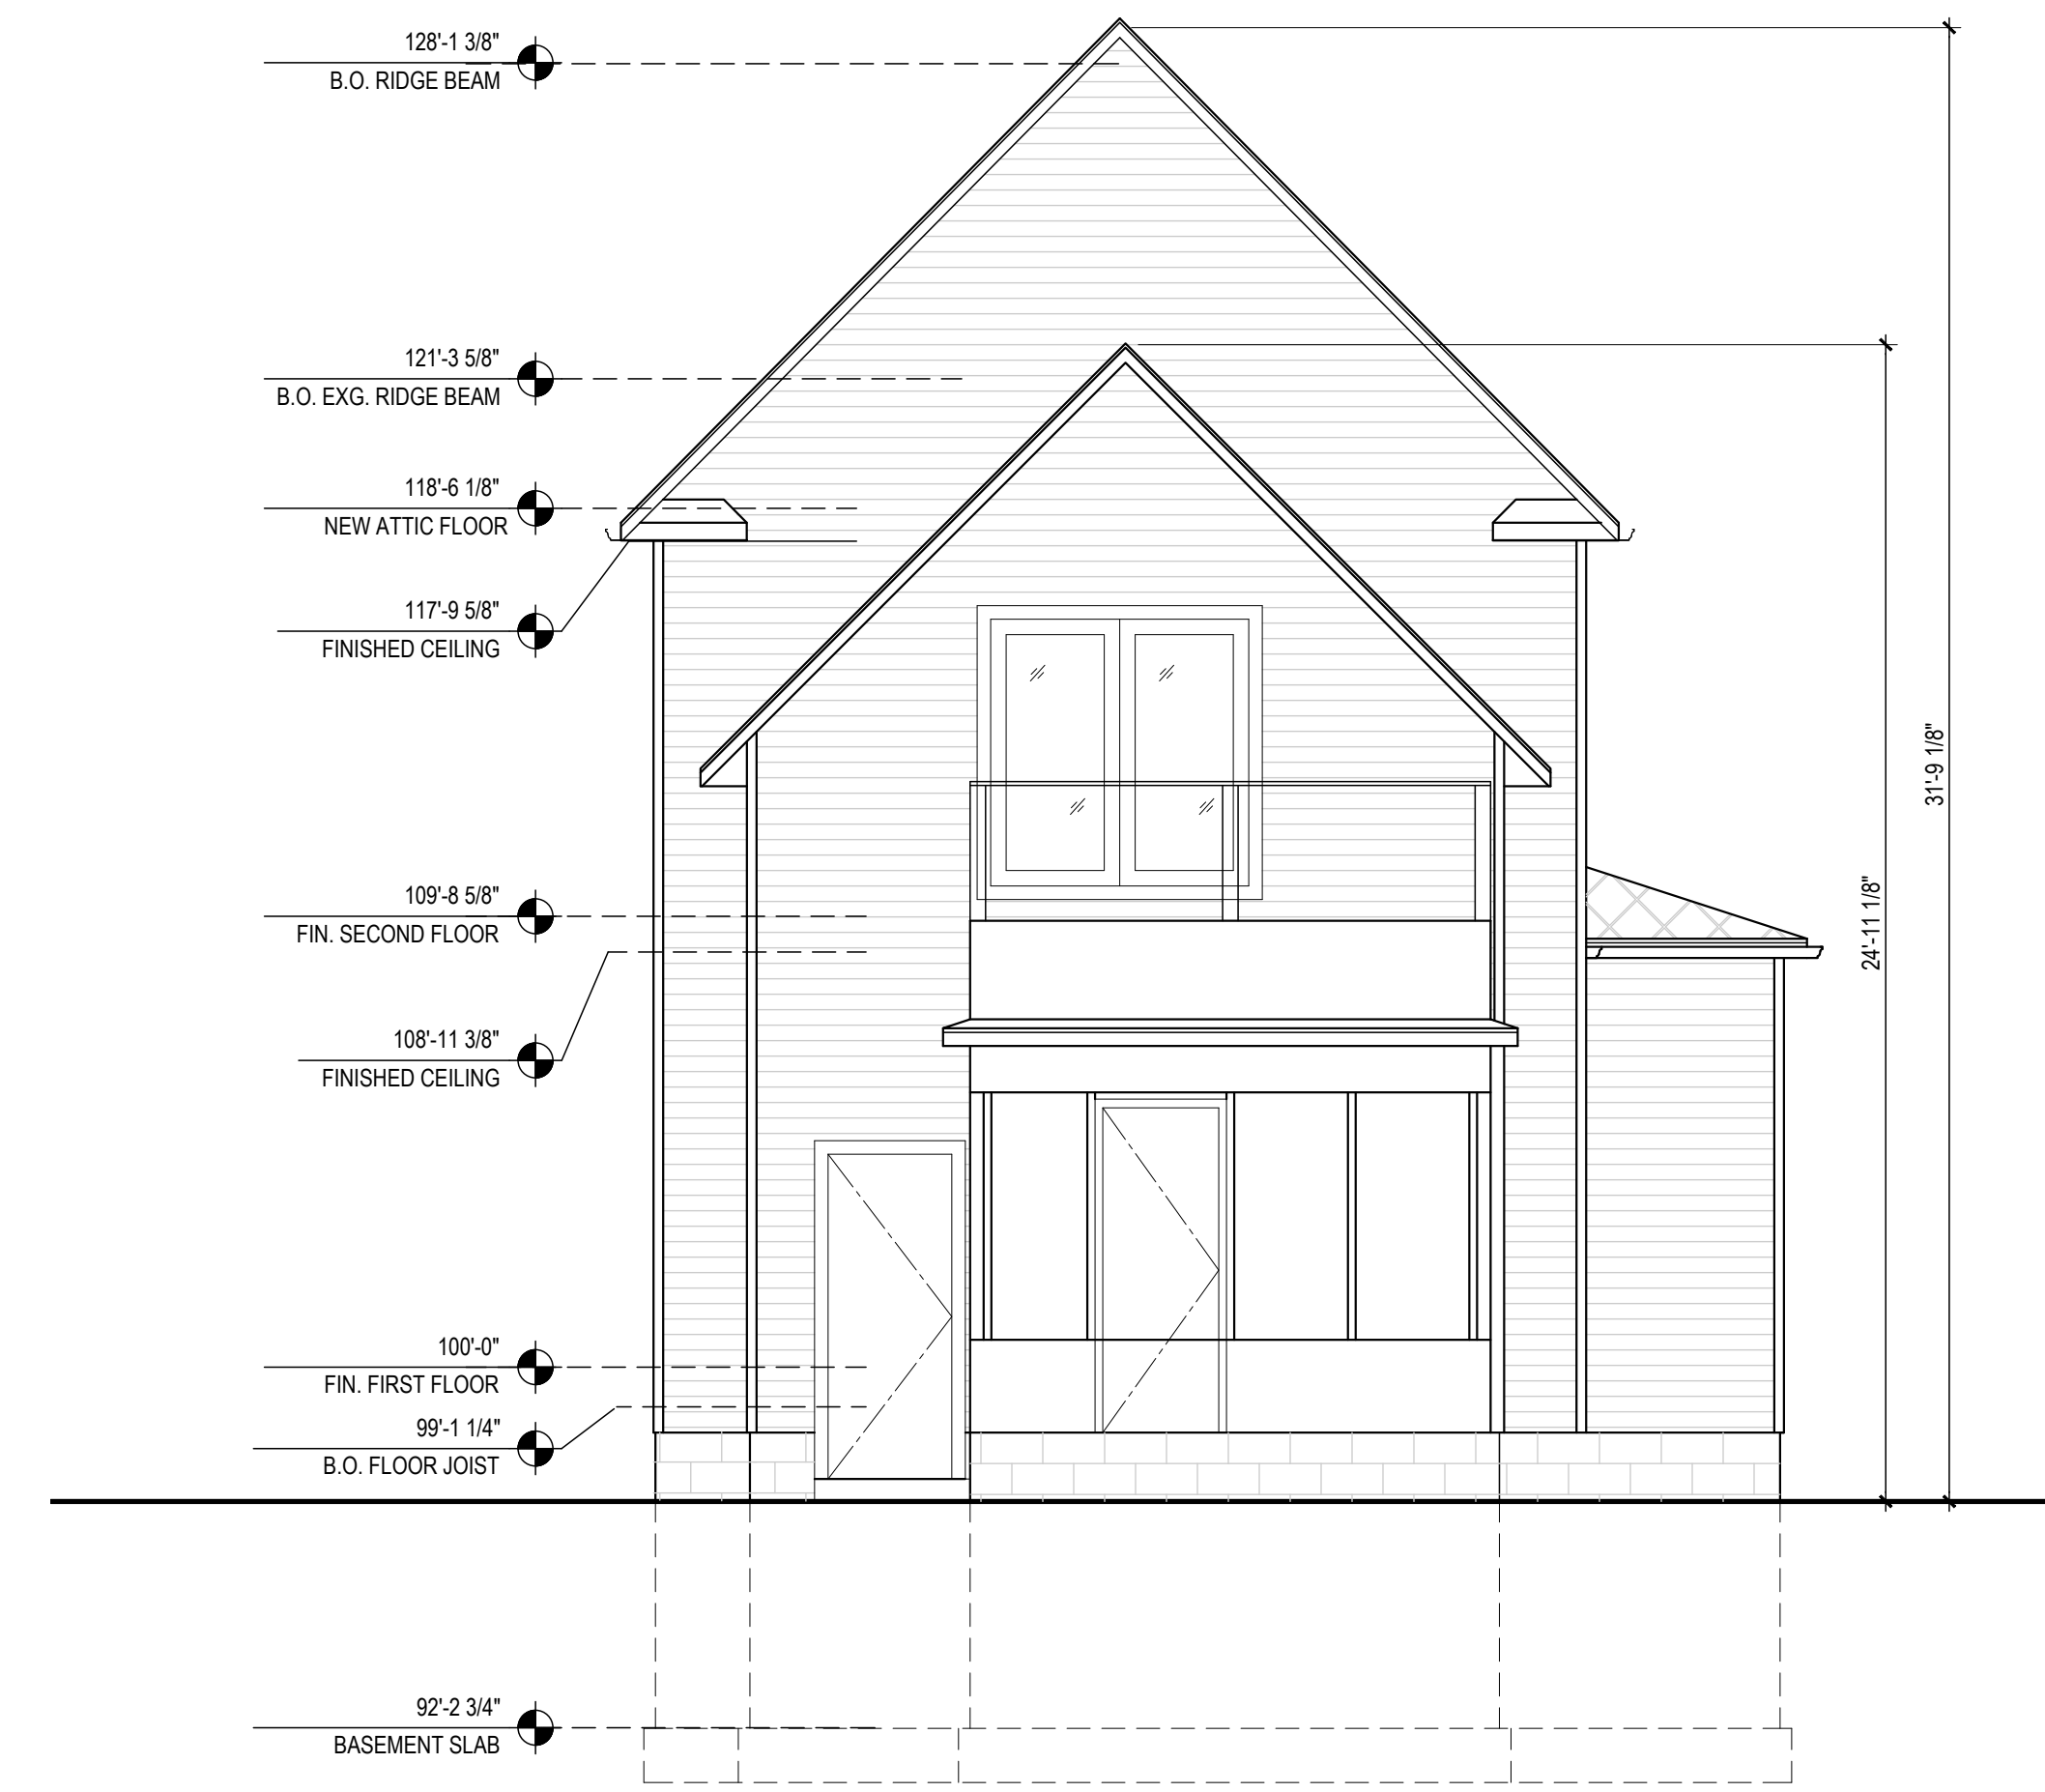 128'-1 3/8"
B.O. RIDGE BEAM
121'-3 5/8"
B.O. EXG. RIDGE BEAM
118'-6 1/8"
NEW ATTIC FLOOR
117'-9 5/8"
FINISHED CEILING
109'-8 5/8"
FIN. SECOND FLOOR
108'-11 3/8"
FINISHED CEILING
100'-0"
FIN. FIRST FLOOR
99'-1 1/4"
B.O. FLOOR JOIST
92'-2 3/4"
BASEMENT SLAB
24'-11 1/8"
31'-9 1/8"